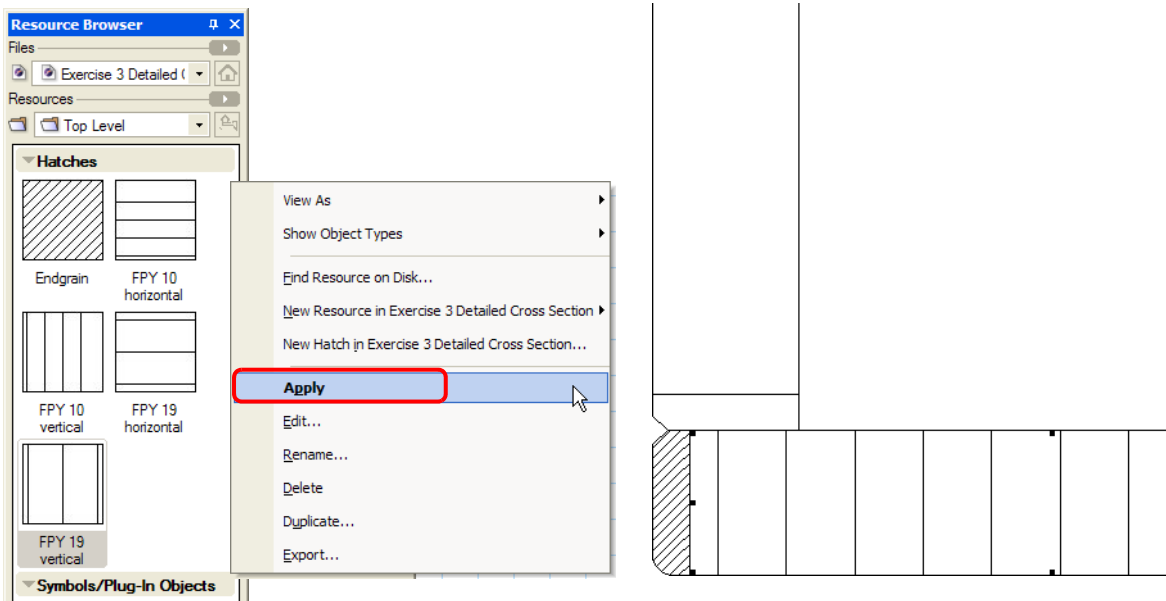 Resource Browser
Files
Exercise 3 Detailed (
Resources
Top Level
Hatches
Endgrain
FPY 10
horizontal
FPY 10
vertical
FPY 19
horizontal
FPY 19
vertical
Symbols/Plug-In Objects
View As
Show Object Types
Find Resource on Disk...
New Resource in Exercise 3 Detailed Cross Section
New Hatch in Exercise 3 Detailed Cross Section...
Apply
Edit...
Rename...
Delete
Duplicate...
Export...